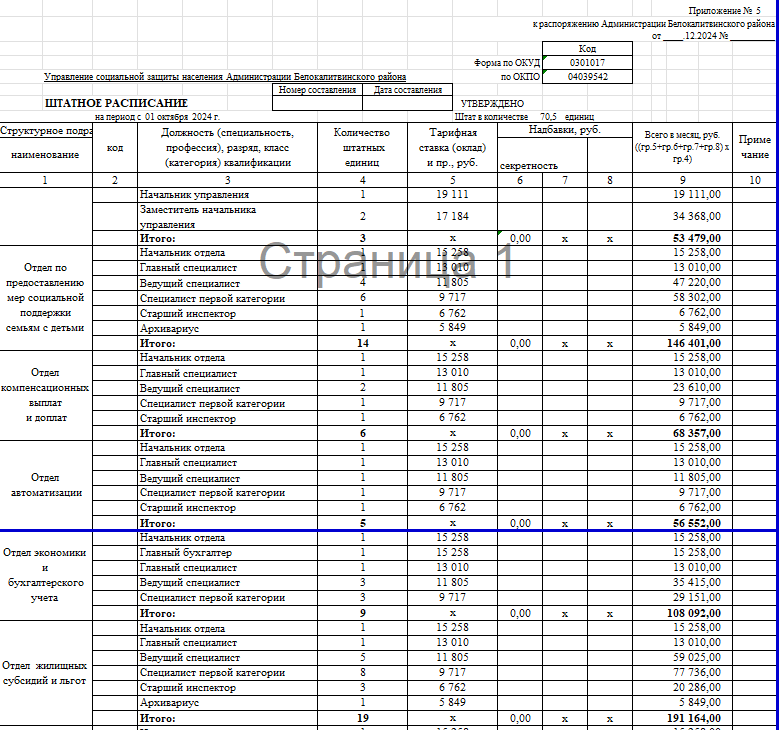 Приложение № 5
к распоряжению Администрации Белокалитвинского района
от ____.12.2024 № ________
Код
Форма по ОКУД 0301017
Управление социальной защиты населения Администрации Белокалитвинского района по ОКПО 04039542
Номер составления Дата составления
ШТАТНОЕ РАСПИСАНИЕ УТВЕРЖДЕНО
на период с 01 октября 2024 г. Штат в количестве 70,5 единиц
Структурное подра Должность (специальность, профессия), разряд, класс (категория) квалификации Количество штатных единиц Тарифная ставка (оклад) и пр., руб. Надбавки, руб. Всего в месяц, руб. ((гр.5+гр.6+гр.7+гр.8) х гр.4) Приме чание
наименование код секретность
1 2 3 4 5 6 7 8 9 10
Начальник управления 1 19 111 19 111,00
Заместитель начальника управления 2 17 184 34 368,00
Итого: 3 х 0,00 х х 53 479,00
Страница 1
Отдел по предоставлению мер социальной поддержки семьям с детьми
Начальник отдела 1 15 258 15 258,00
Главный специалист 1 13 010 13 010,00
Ведущий специалист 4 11 805 47 220,00
Специалист первой категории 6 9 717 58 302,00
Старший инспектор 1 6 762 6 762,00
Архивариус 1 5 849 5 849,00
Итого: 14 х 0,00 х х 146 401,00
Отдел компенсационных выплат и доплат
Начальник отдела 1 15 258 15 258,00
Главный специалист 1 13 010 13 010,00
Ведущий специалист 2 11 805 23 610,00
Специалист первой категории 1 9 717 9 717,00
Старший инспектор 1 6 762 6 762,00
Итого: 6 х 0,00 х х 68 357,00
Отдел автоматизации
Начальник отдела 1 15 258 15 258,00
Главный специалист 1 13 010 13 010,00
Ведущий специалист 1 11 805 11 805,00
Специалист первой категории 1 9 717 9 717,00
Старший инспектор 1 6 762 6 762,00
Итого: 5 х 0,00 х х 56 552,00
Отдел экономики и бухгалтерского учета
Начальник отдела 1 15 258 15 258,00
Главный бухгалтер 1 15 258 15 258,00
Главный специалист 1 13 010 13 010,00
Ведущий специалист 3 11 805 35 415,00
Специалист первой категории 3 9 717 29 151,00
Итого: 9 х 0,00 х х 108 092,00
Отдел жилищных субсидий и льгот
Начальник отдела 1 15 258 15 258,00
Главный специалист 1 13 010 13 010,00
Ведущий специалист 5 11 805 59 025,00
Специалист первой категории 8 9 717 77 736,00
Старший инспектор 3 6 762 20 286,00
Архивариус 1 5 849 5 849,00
Итого: 19 х 0,00 х х 191 164,00